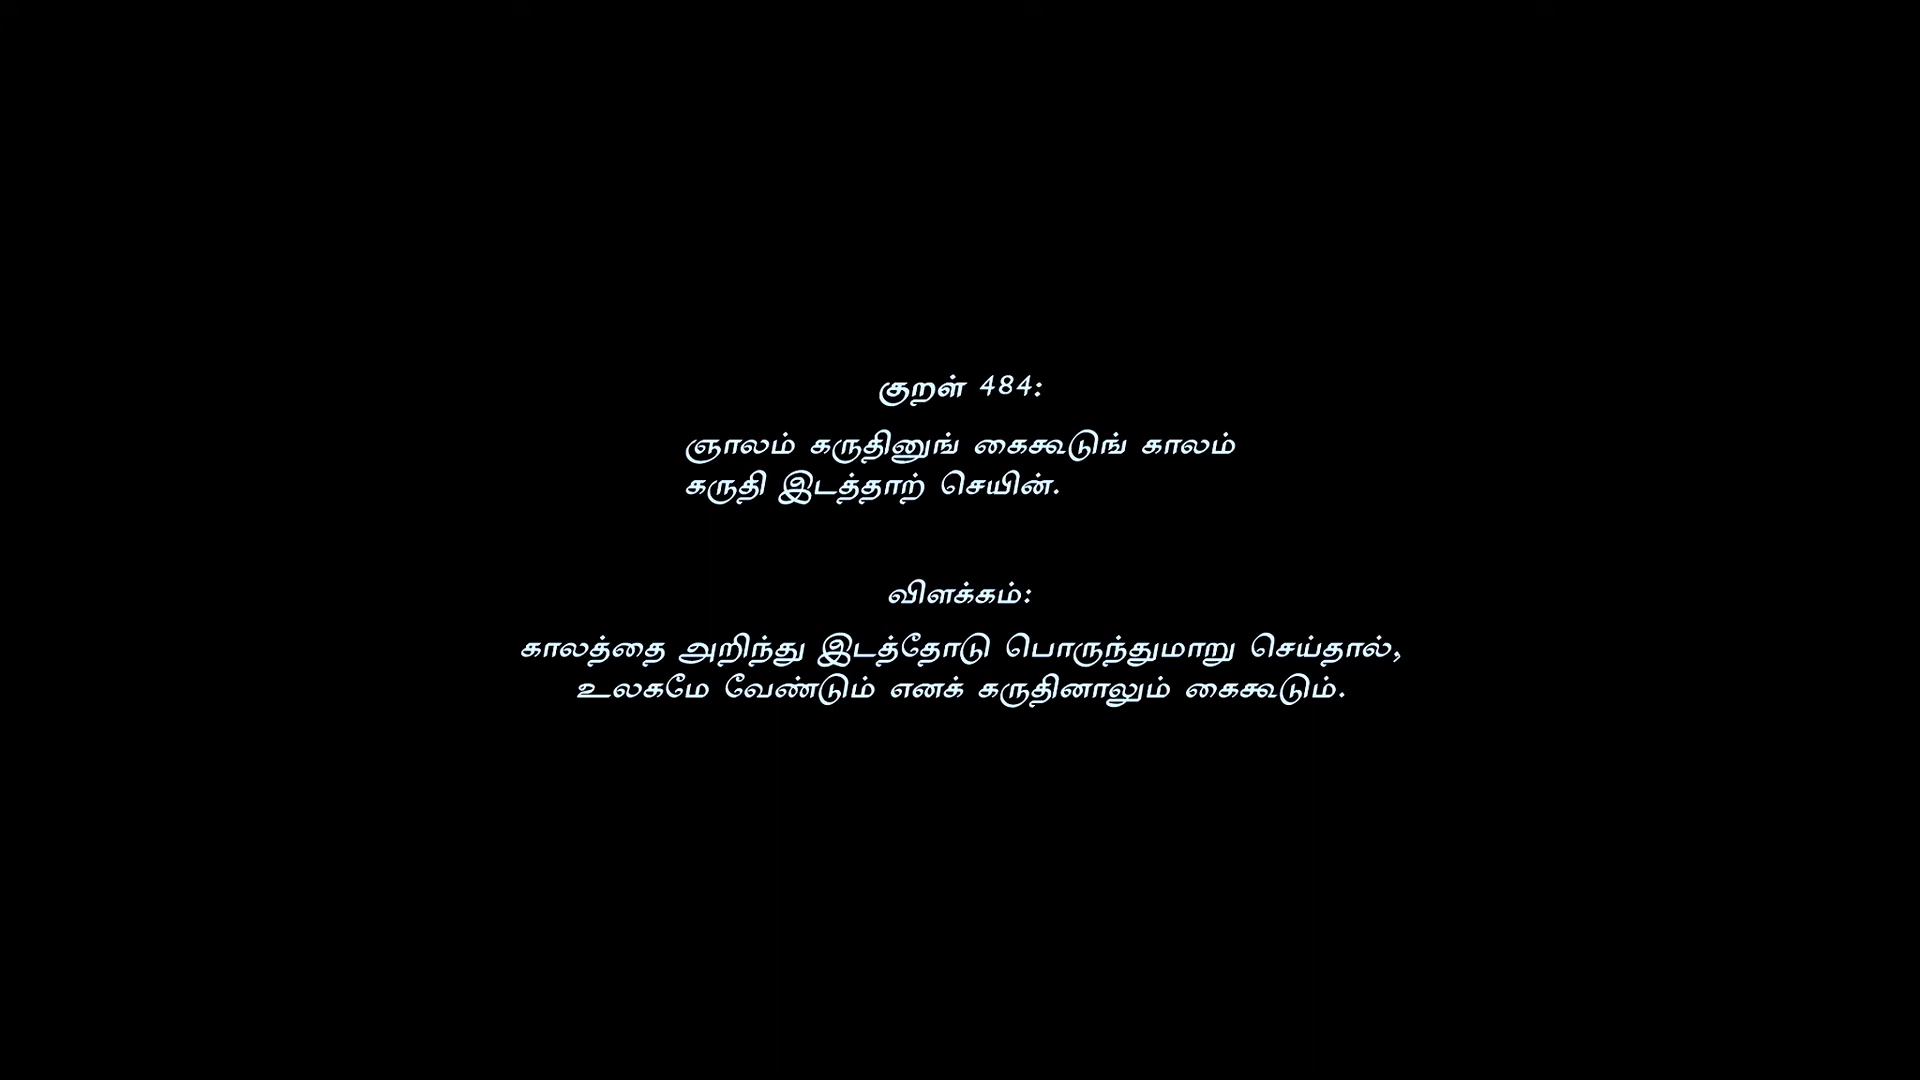 குறள் 484:
ஞாலம் கருதினுங் கைகூடுங் காலம்
கருதி இடத்தாற் செயின்.
விளக்கம்:
காலத்தை அறிந்து இடத்தோடு பொருந்துமாறு செய்தால்,
உலகமே வேண்டும் எனக் கருதினாலும் கைகூடும்.